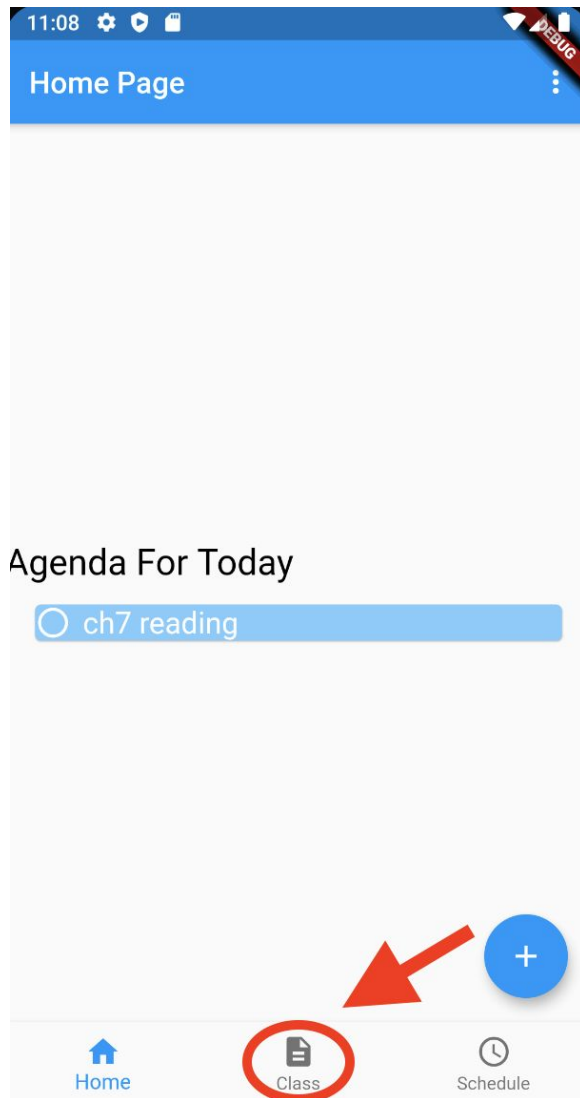 11:08
DEBUG
Home Page
Agenda For Today
ch7 reading
Home
Class
Schedule